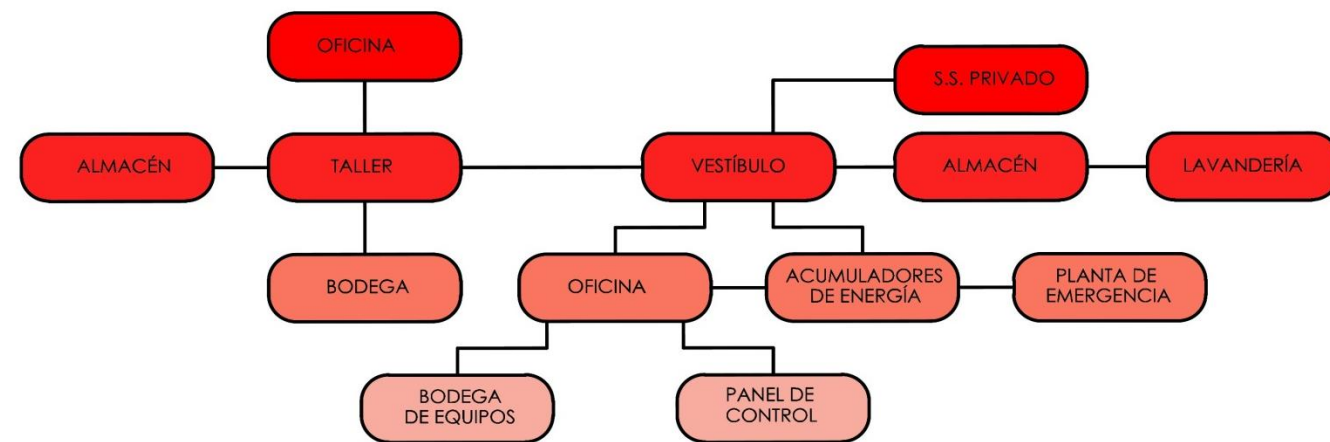 OFICINA
S.S. PRIVADO
ALMACÉN
TALLER
VESTÍBULO
ALMACÉN
LAVANDERÍA
BODEGA
OFICINA
ACUMULADORES
DE ENERGÍA
PLANTA DE
EMERGENCIA
BODEGA
DE EQUIPOS
PANEL DE
CONTROL